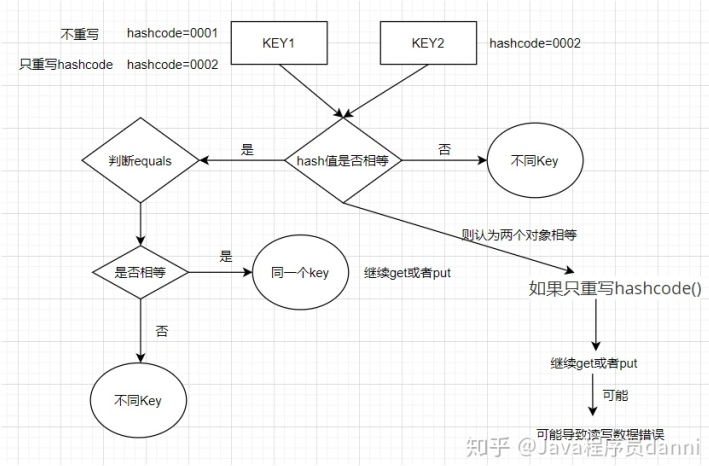 不重写 hashcode=0001
KEY1
KEY2
hashcode=0002
只重写hashcode hashcode=0002
判断equals
是
hash值是否相等
否
不同Key
则认为两个对象相等
是否相等
是
同一个key
继续get或者put
如果只重写hashcode()
否
继续get或者put
不同Key
可能
可能导致读写数据错误
知乎 @Java程序员danni